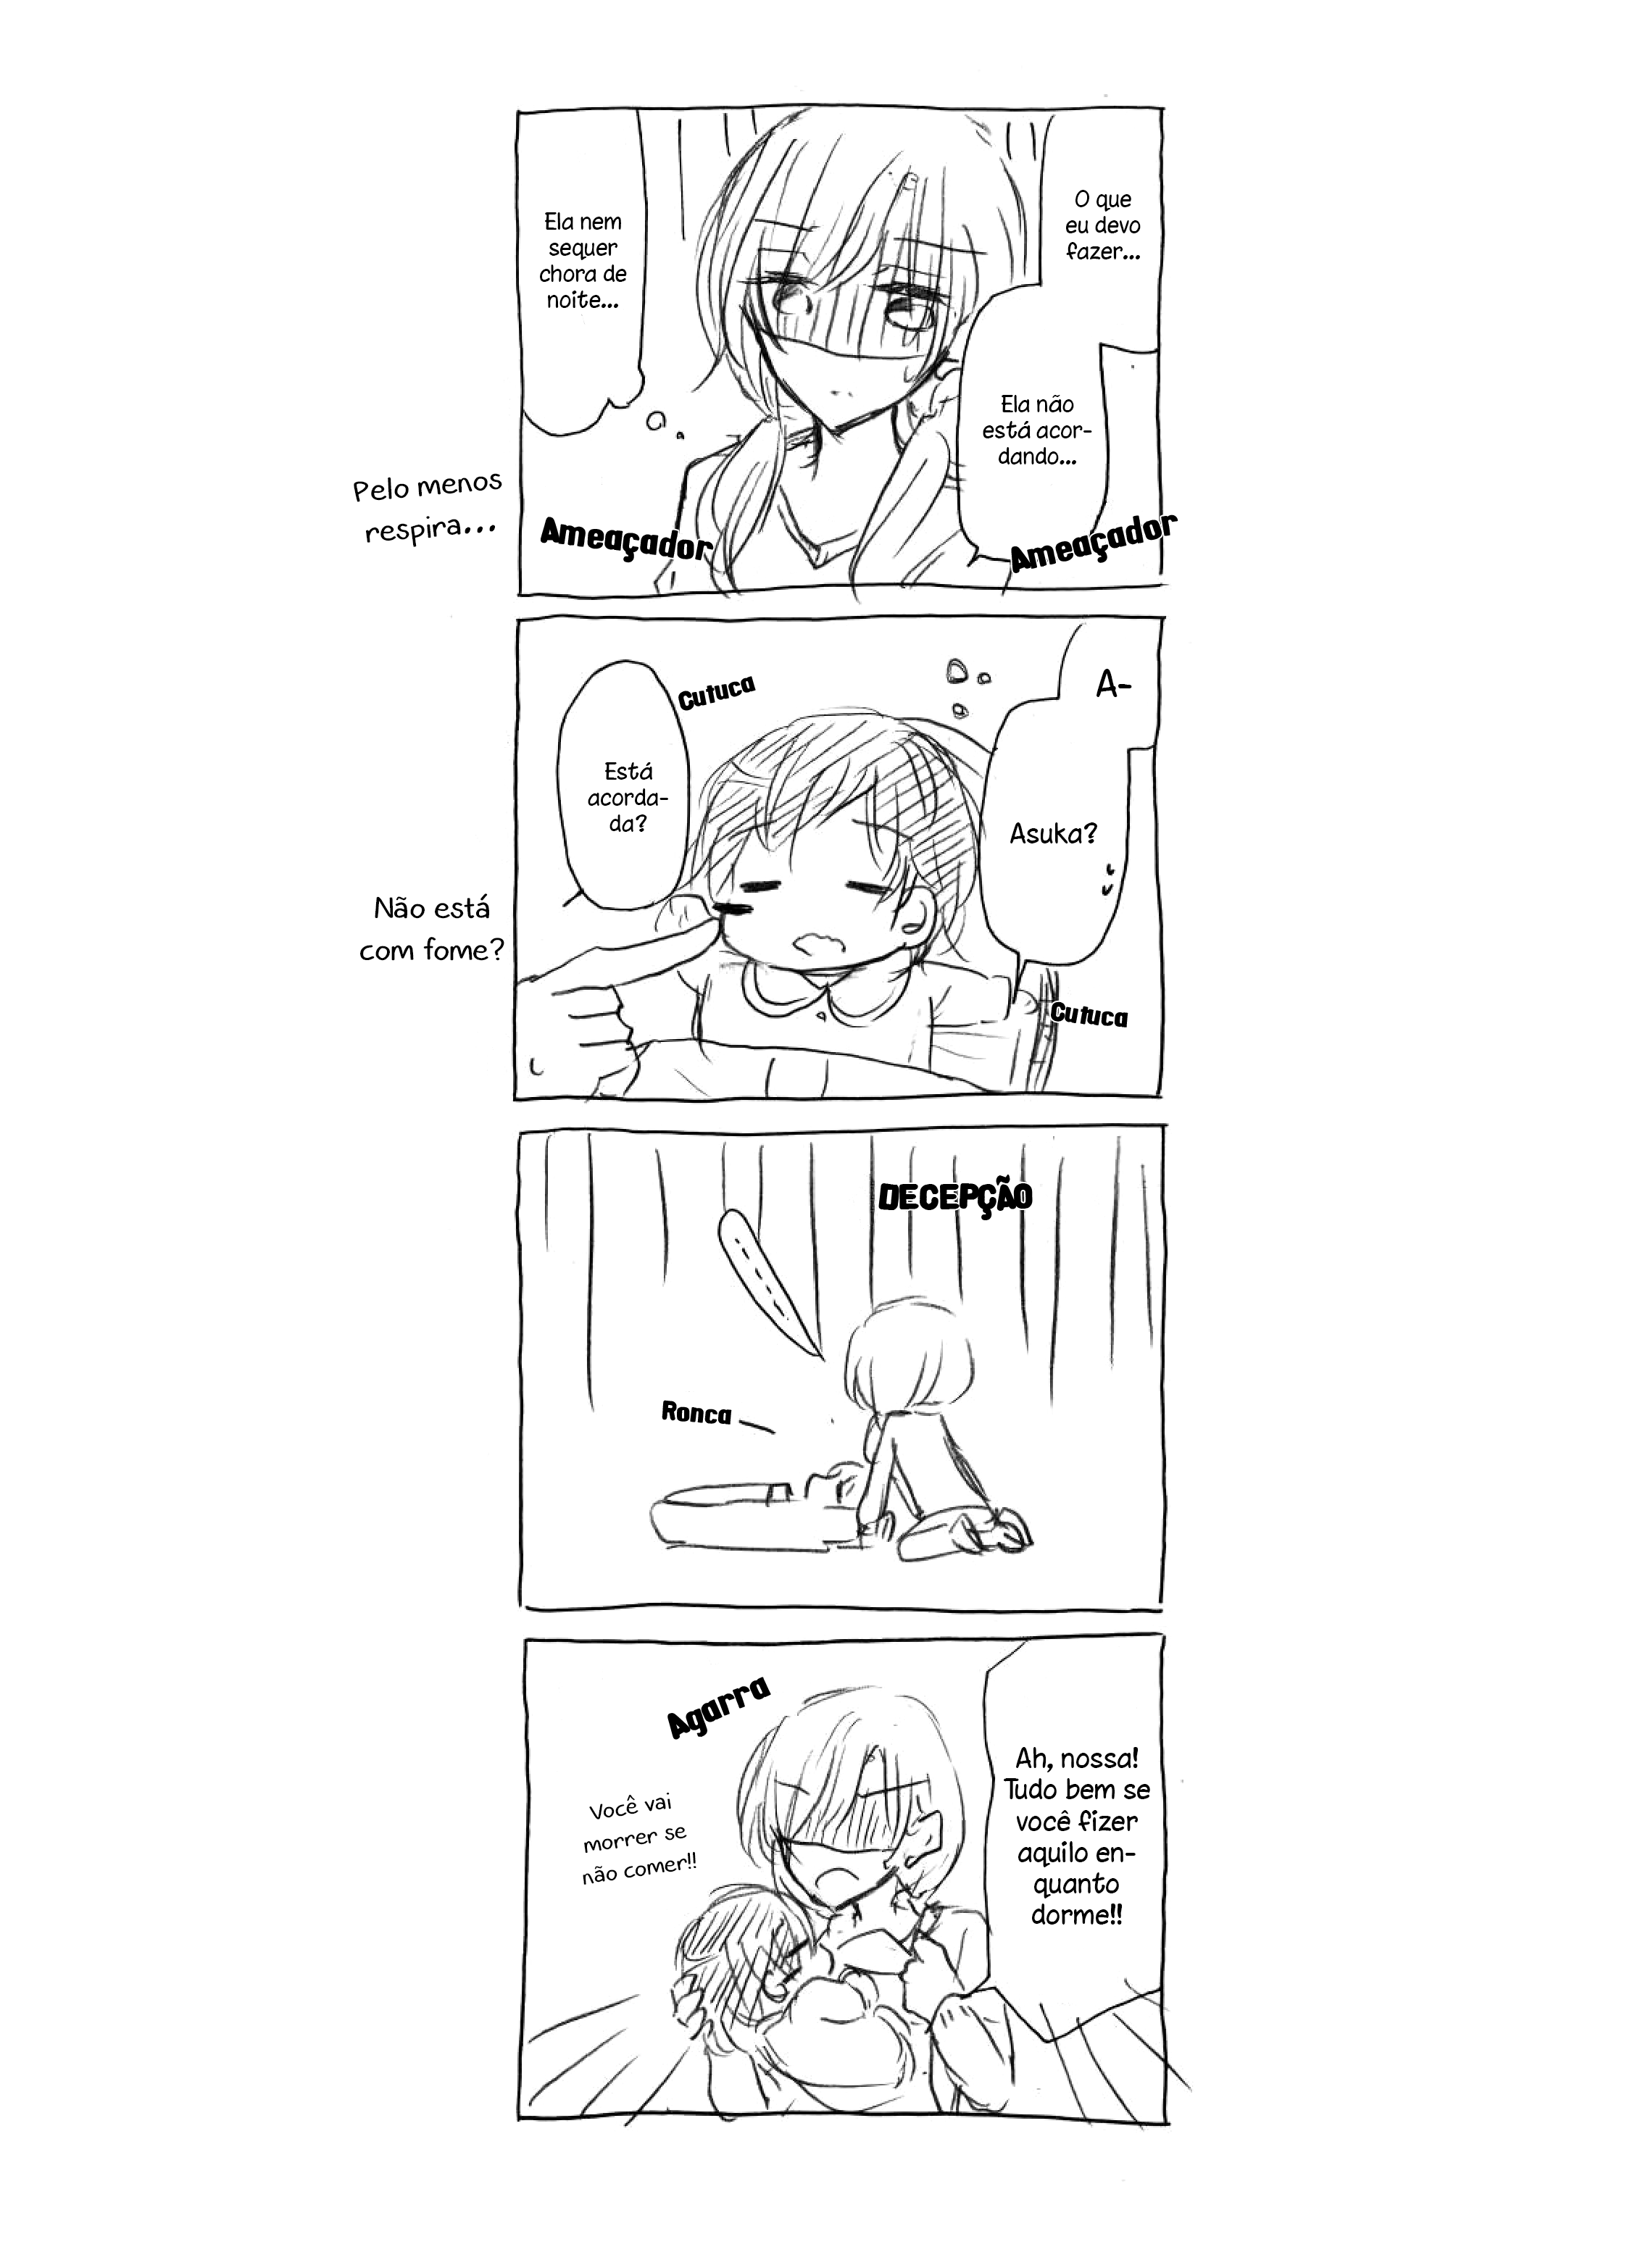 O que
eu devo
fazer...
Ela não
está acor-
dando...
Ela nem
sequer
chora de
noite...
Pelo menos
respira...
Ameaçador
Ameaçador
A-
Asuka?
Cutuca
Está
acorda-
da?
Não está
com fome?
Cutuca
DECEPÇÃO
Ronca
Ah, nossa!
Tudo bem se
você fizer
aquilo en-
quanto
dorme!!
Agarra
Você vai
morrer se
não comer!!